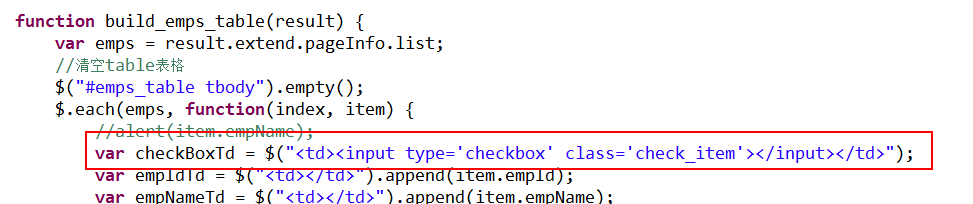 function build_emps_table(result) {
var emps = result.extend.pageInfo.list;
//清空table表格
$("#emps_table tbody").empty();
$.each(emps, function(index, item) {
//alert(item.empName);
var checkBoxTd = $("<td><input type='checkbox' class='check_item'></input></td>");
var empIdTd = $("<td></td>").append(item.empId);
var empNameTd = $("<td></td>").append(item.empName);